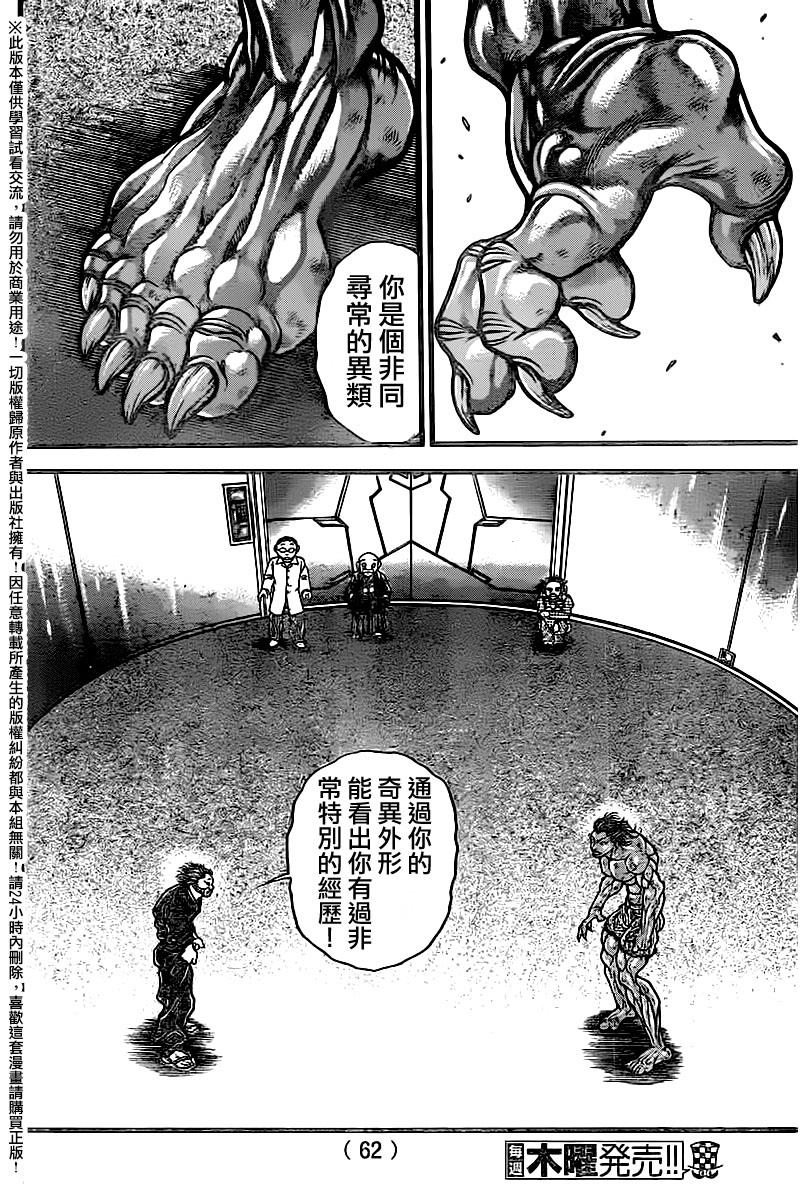 你是個非同
尋常的異類
通過你的
奇異外形
能看出你有過非
常特別的經歷！
※此版本僅供學習試看交流，請勿用於商業用途！一切版權歸原作者與出版社擁有！因任意轉載所產生的版權糾紛都與本組無關！請24小時內刪除，喜歡這套漫畫請購買正版！
（62）
毎週木曜発売!!